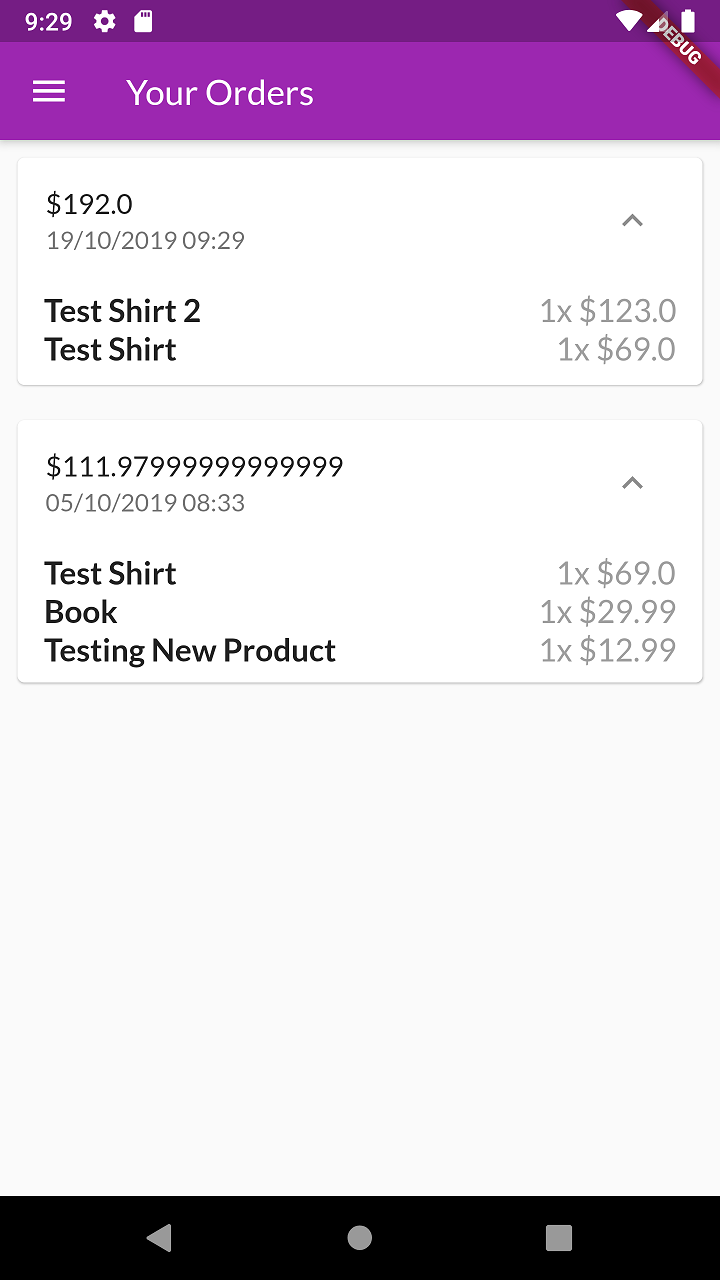 9:29
DEBUG
Your Orders
$192.0
19/10/2019 09:29
Test Shirt 2 1x $123.0
Test Shirt 1x $69.0
$111.97999999999999
05/10/2019 08:33
Test Shirt 1x $69.0
Book 1x $29.99
Testing New Product 1x $12.99